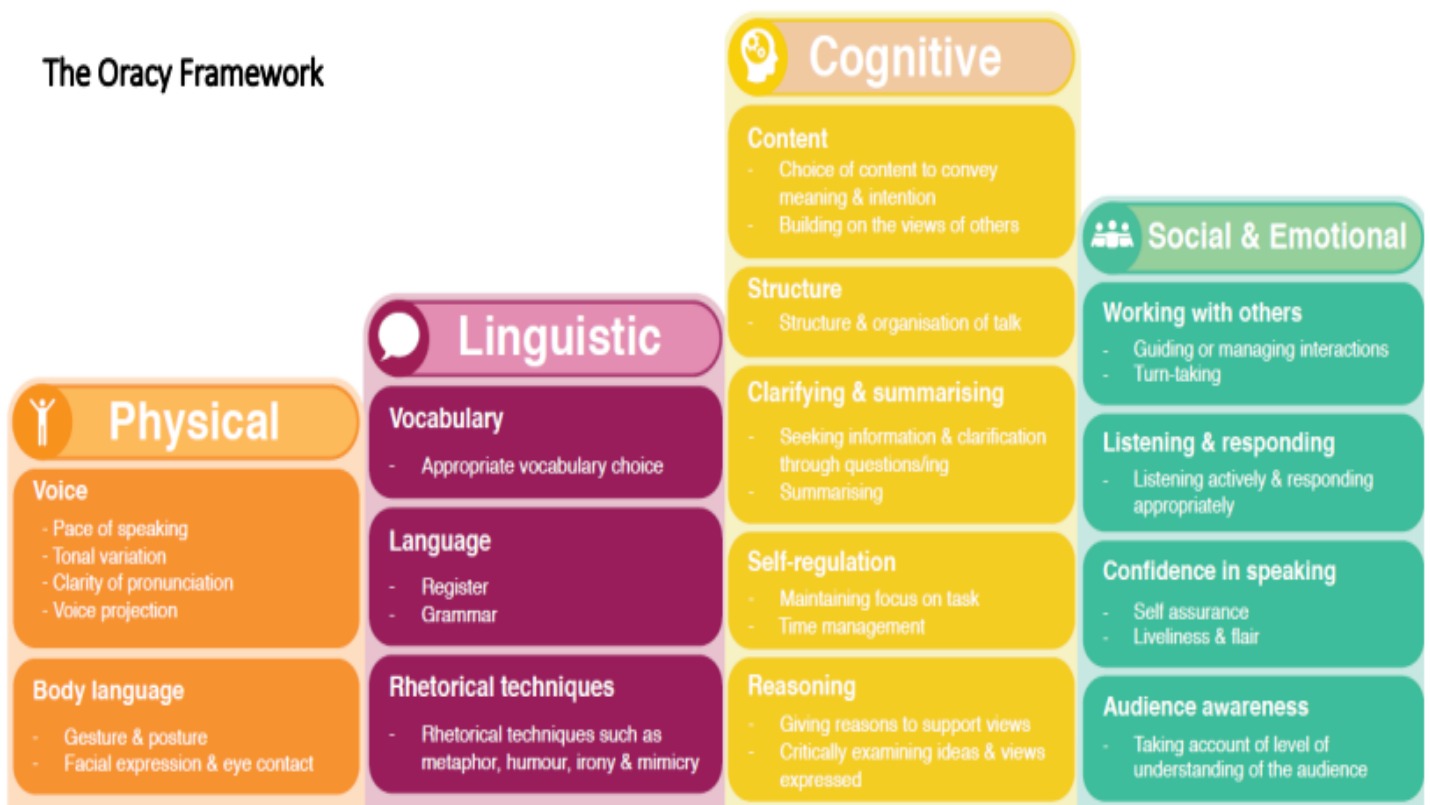 The Oracy Framework
Physical
Voice
- Pace of speaking
- Tonal variation
- Clarity of pronunciation
- Voice projection
Body language
- Gesture & posture
- Facial expression & eye contact
Linguistic
Vocabulary
- Appropriate vocabulary choice
Language
- Register
- Grammar
Rhetorical techniques
- Rhetorical techniques such as
metaphor, humour, irony & mimicry
Cognitive
Content
- Choice of content to convey
meaning & intention
- Building on the views of others
Structure
- Structure & organisation of talk
Clarifying & summarising
- Seeking information & clarification
through questions/ing
- Summarising
Self-regulation
- Maintaining focus on task
- Time management
Reasoning
- Giving reasons to support views
- Critically examining ideas & views
expressed
Social & Emotional
Working with others
- Guiding or managing interactions
- Turn-taking
Listening & responding
- Listening actively & responding
appropriately
Confidence in speaking
- Self assurance
- Liveliness & flair
Audience awareness
- Taking account of level of
understanding of the audience